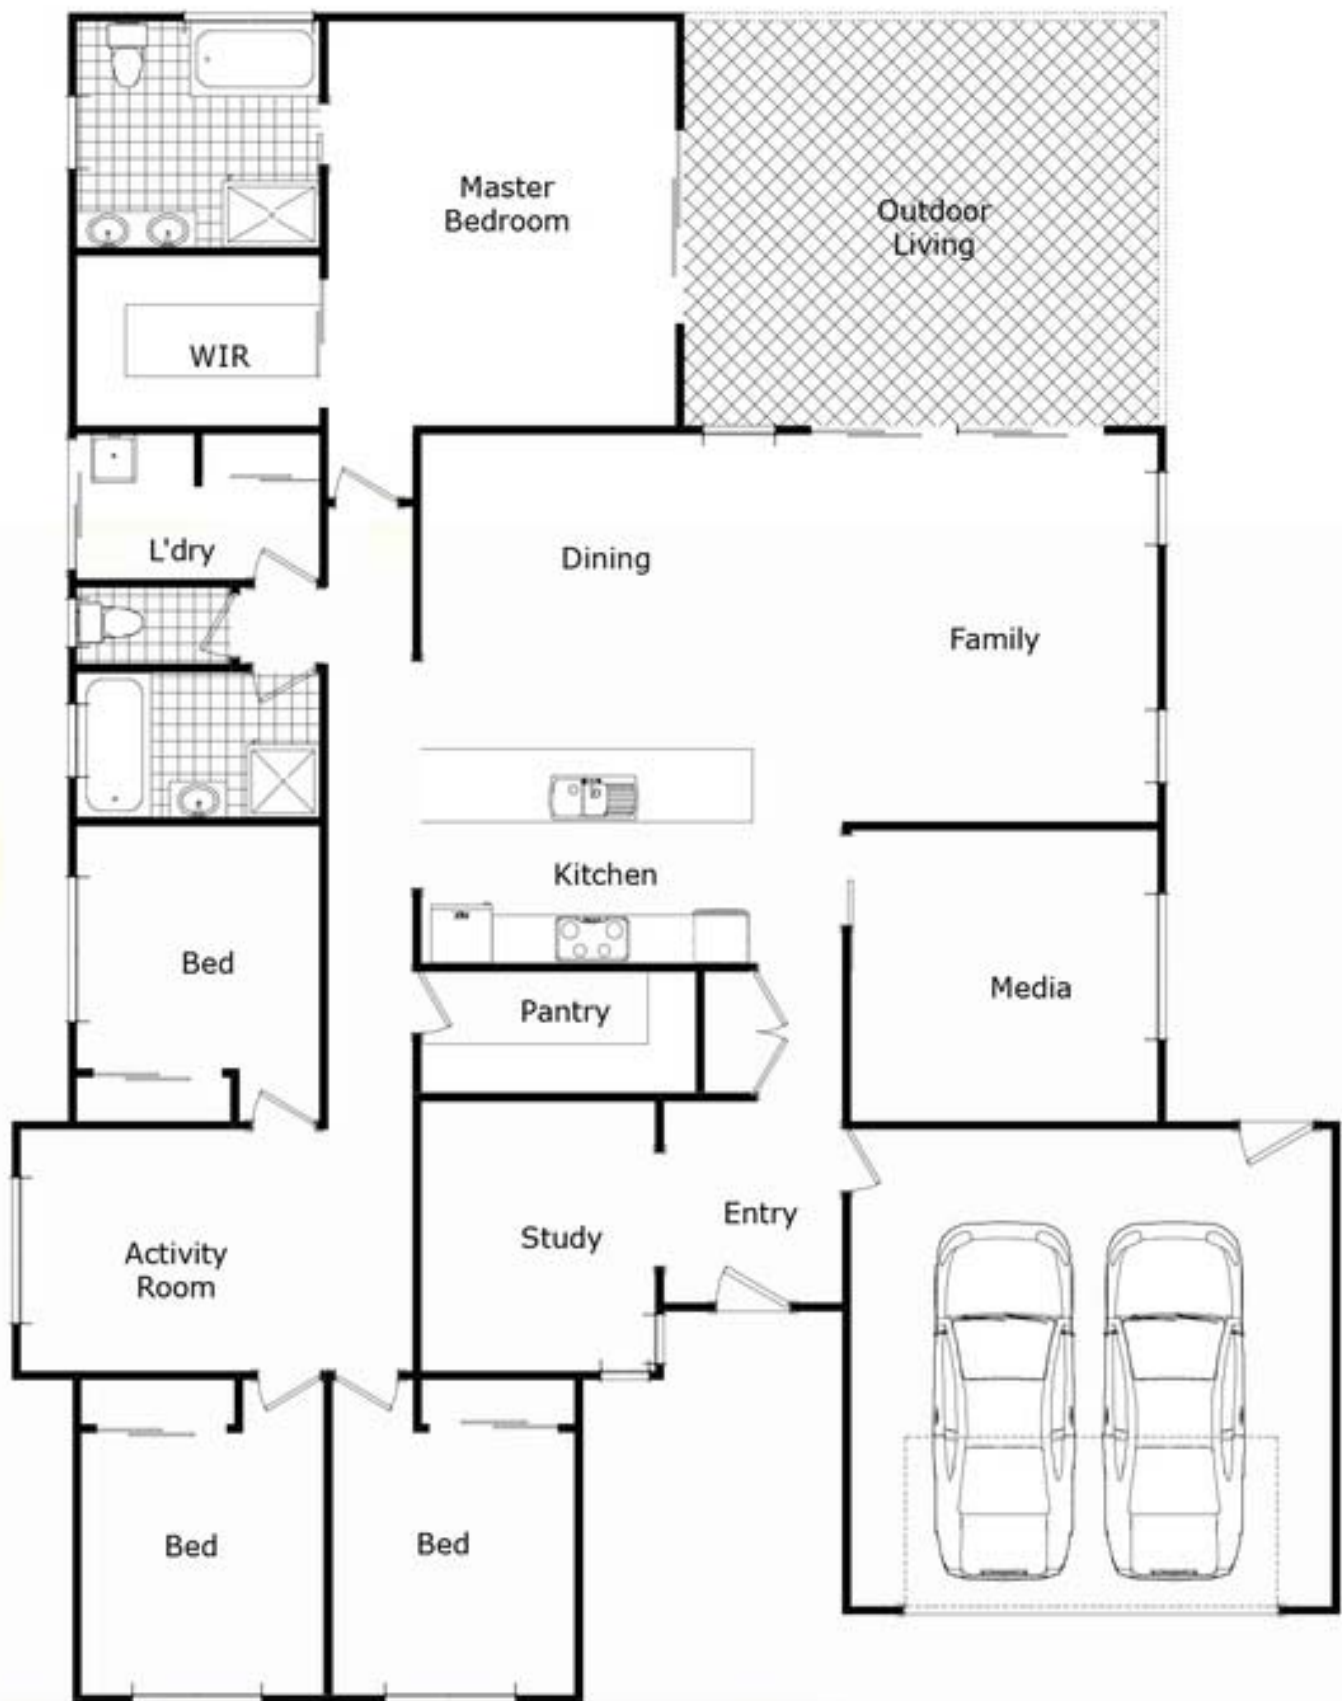 Master
Bedroom
Outdoor
Living
WIR
L'dry
Dining
Family
Kitchen
Bed
Media
Pantry
Entry
Study
Activity
Room
Bed
Bed